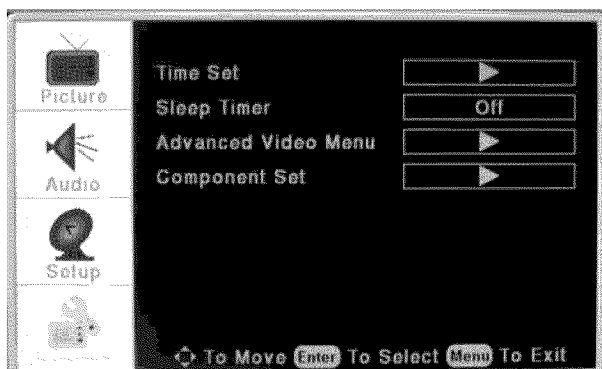 Picture
Audio
Setup
Time Set
Sleep Timer Off
Advanced Video Menu
Component Set
To Move Enter To Select Menu To Exit